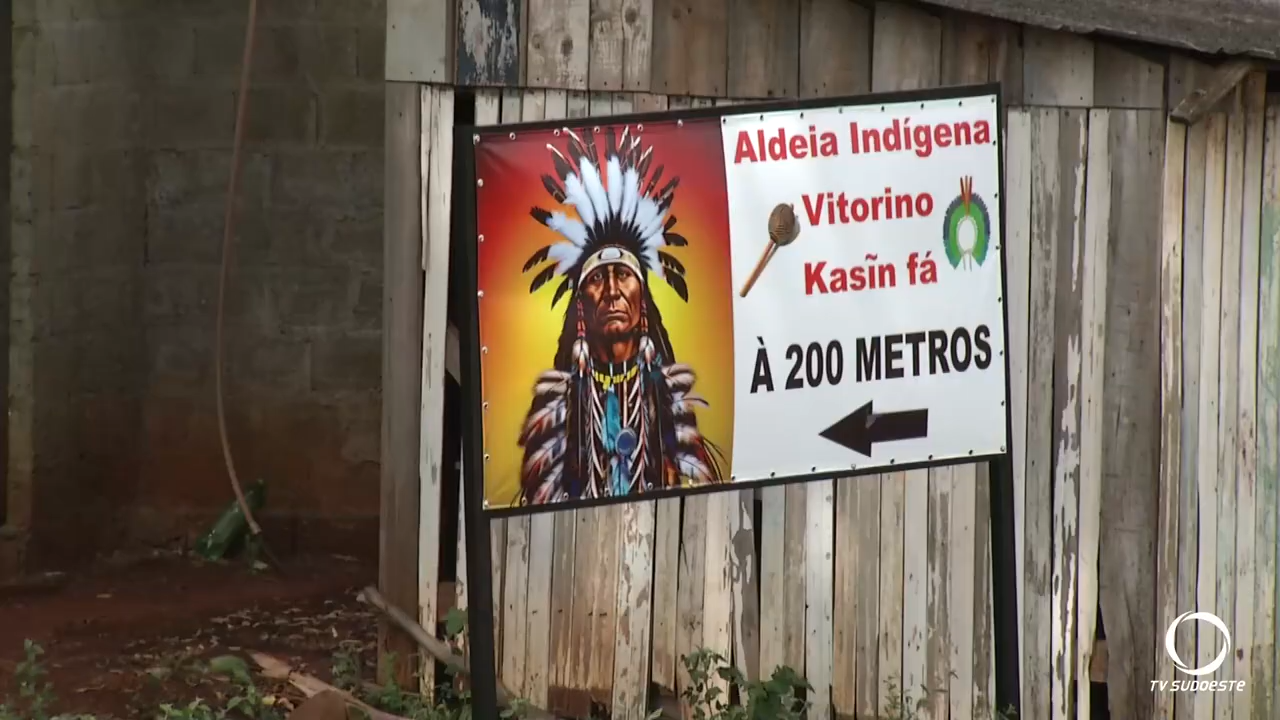 Aldeia Indígena
Vitorino
Kasĩn fá
À 200 METROS
TV SUDOESTE